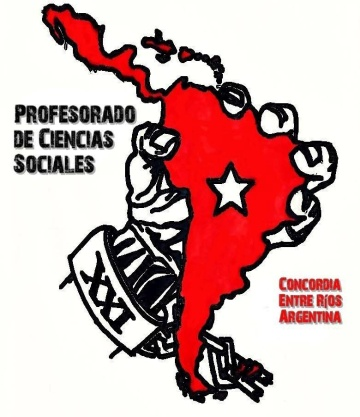 PROFESORADO
DE CIENCIAS
SOCIALES
XXI
CONCORDIA
ENTRE RÍOS
ARGENTINA